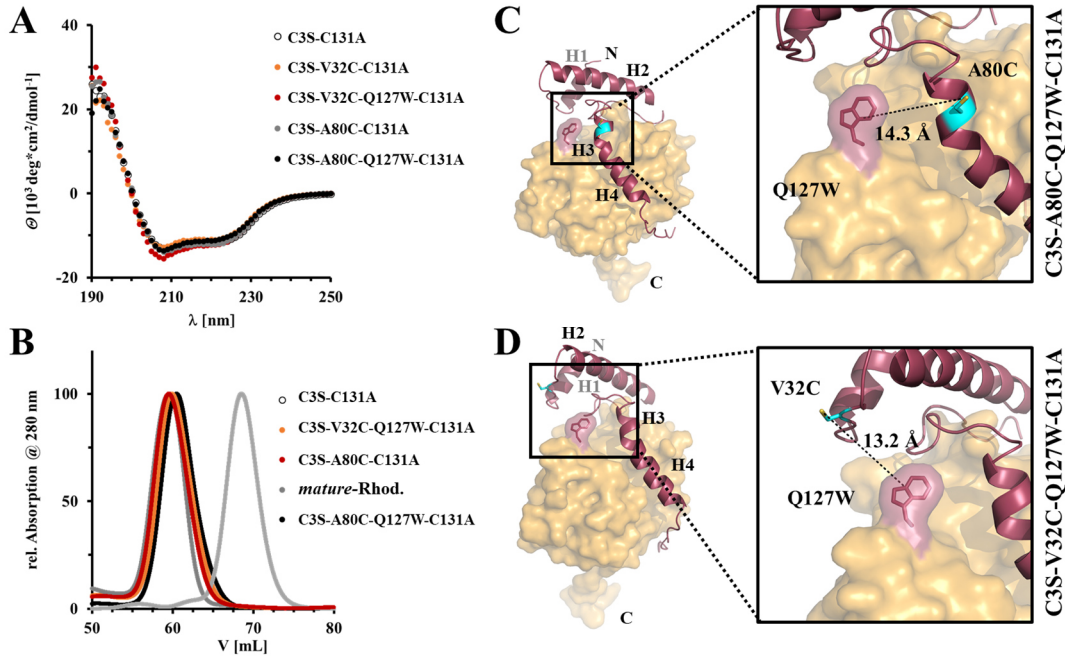 A
C3S-C131A
C3S-V32C-C131A
C3S-V32C-Q127W-C131A
C3S-A80C-C131A
C3S-A80C-Q127W-C131A
40
20
0
-20
Θ [10³ deg*cm²/dmol⁻¹]
190
210
230
250
λ [nm]
B
C3S-C131A
C3S-V32C-Q127W-C131A
C3S-A80C-C131A
mature-Rhod.
C3S-A80C-Q127W-C131A
100
50
0
rel. Absorption @ 280 nm
50
60
70
80
V [mL]
C
H1
N
H2
H3
H4
C
A80C
14.3 Å
Q127W
C3S-A80C-Q127W-C131A
D
H2
N
H1
H3
H4
C
V32C
13.2 Å
Q127W
C3S-V32C-Q127W-C131A